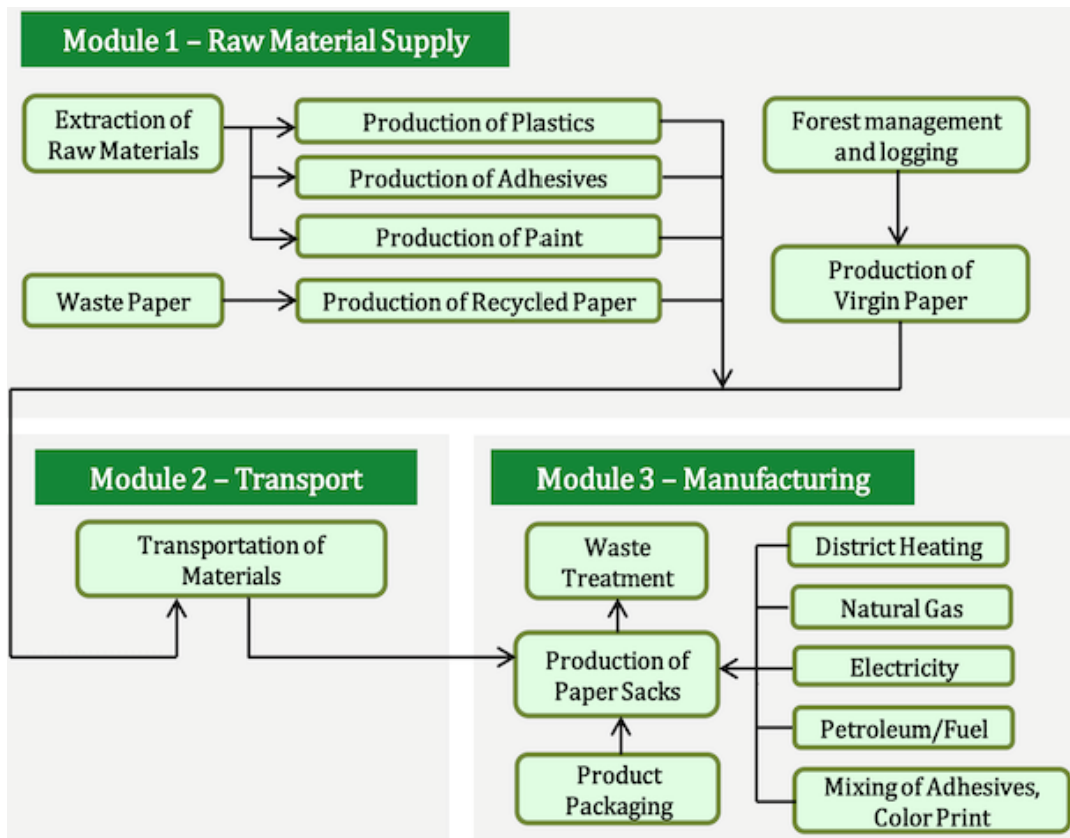 Module 1 – Raw Material Supply
Extraction of
Raw Materials
Production of Plastics
Production of Adhesives
Production of Paint
Waste Paper
Production of Recycled Paper
Forest management
and logging
Production of
Virgin Paper
Module 2 – Transport
Transportation of
Materials
Module 3 – Manufacturing
Waste
Treatment
Production of
Paper Sacks
Product
Packaging
District Heating
Natural Gas
Electricity
Petroleum/Fuel
Mixing of Adhesives,
Color Print